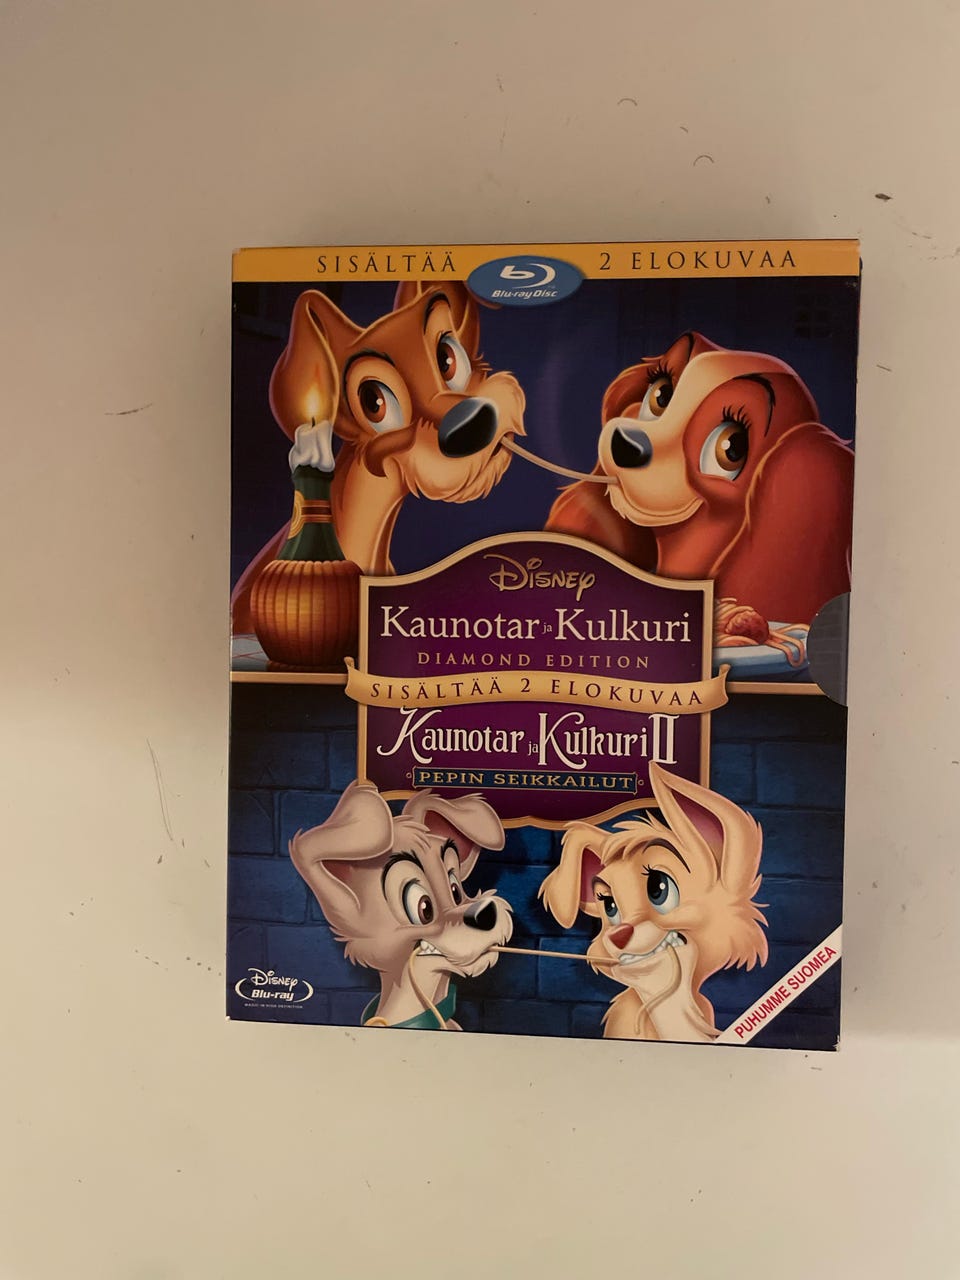 SISÄLTÄÄ 2 ELOKUVAA
Blu-ray Disc
DISNEY
Kaunotar ja Kulkuri
DIAMOND EDITION
SISÄLTÄÄ 2 ELOKUVAA
Kaunotar ja Kulkuri II
PEPIN SEIKKAILUT
DISNEY
Blu-ray
PUHUMME SUOMEA